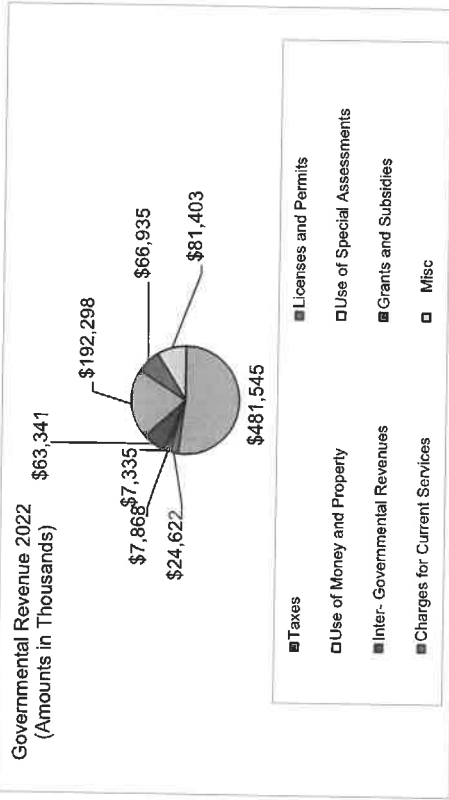 Governmental Revenue 2022
(Amounts in Thousands)
$63,341
$192,298
$7,335
$7,868
$66,935
$24,622
$81,403
$481,545
Taxes
Licenses and Permits
Use of Money and Property
Use of Special Assessments
Inter- Governmental Revenues
Grants and Subsidies
Charges for Current Services
Misc